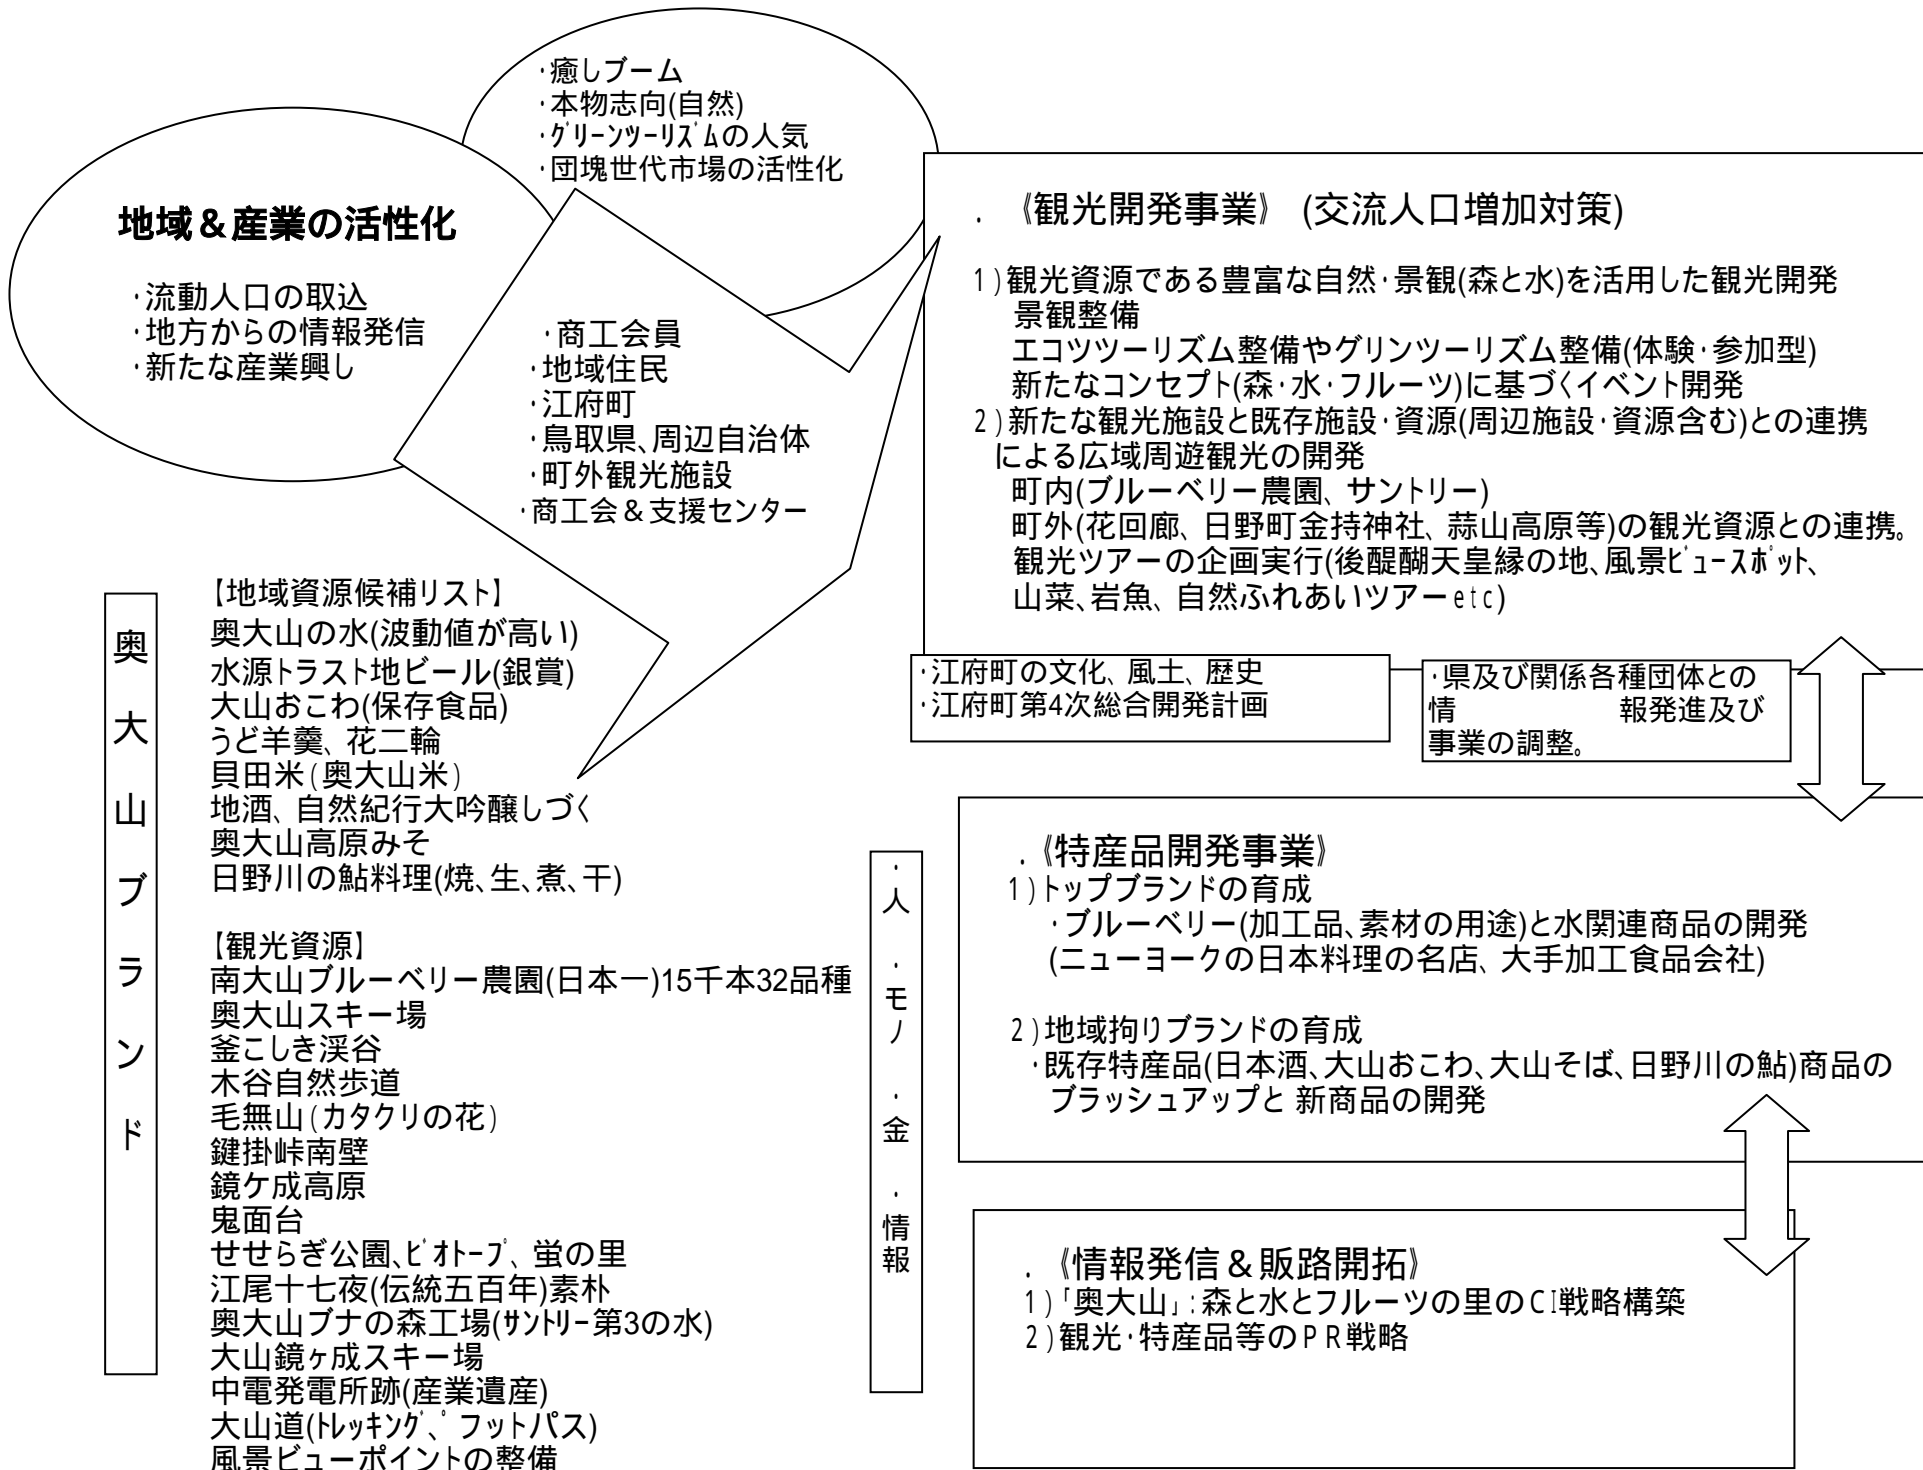 ・癒しブーム
・本物志向(自然)
・グリーンツーリズムの人気
・団塊世代市場の活性化
地域＆産業の活性化
・流動人口の取込
・地方からの情報発信
・新たな産業興し
・商工会員
・地域住民
・江府町
・鳥取県、周辺自治体
・町外観光施設
・商工会＆支援センター
．《観光開発事業》 (交流人口増加対策)
1)観光資源である豊富な自然・景観(森と水)を活用した観光開発
景観整備
エコツツーリズム整備やグリンツーリズム整備(体験・参加型)
新たなコンセプト(森・水・フルーツ)に基づくイベント開発
2)新たな観光施設と既存施設・資源(周辺施設・資源含む)との連携
による広域周遊観光の開発
町内(ブルーベリー農園、サントリー)
町外(花回廊、日野町金持神社、蒜山高原等)の観光資源との連携。
観光ツアーの企画実行(後醍醐天皇縁の地、風景ビュースポット、
山菜、岩魚、自然ふれあいツアーetc)
・江府町の文化、風土、歴史
・江府町第4次総合開発計画
・県及び関係各種団体との
情　　　　　報発進及び
事業の調整。
奥大山ブランド
【地域資源候補リスト】
奥大山の水(波動値が高い)
水源トラスト地ビール(銀賞)
大山おこわ(保存食品)
うど羊羹、花二輪
貝田米(奥大山米)
地酒、自然紀行大吟醸しづく
奥大山高原みそ
日野川の鮎料理(焼、生、煮、干)
【観光資源】
南大山ブルーベリー農園(日本一)15千本32品種
奥大山スキー場
釜こしき渓谷
木谷自然歩道
毛無山(カタクリの花)
鍵掛峠南壁
鏡ケ成高原
鬼面台
せせらぎ公園、ビオトープ、蛍の里
江尾十七夜(伝統五百年)素朴
奥大山ブナの森工場(サントリー第3の水)
大山鏡ヶ成スキー場
中電発電所跡(産業遺産)
大山道(トレッキング、゜フットパス)
風景ビューポイントの整備
・人・モノ・金・情報
．《特産品開発事業》
1)トップブランドの育成
・ブルーベリー(加工品、素材の用途)と水関連商品の開発
(ニューヨークの日本料理の名店、大手加工食品会社)
2)地域拘りブランドの育成
・既存特産品(日本酒、大山おこわ、大山そば、日野川の鮎)商品の
ブラッシュアップと 新商品の開発
．《情報発信＆販路開拓》
1)「奥大山」：森と水とフルーツの里のCI戦略構築
2)観光・特産品等のPR戦略